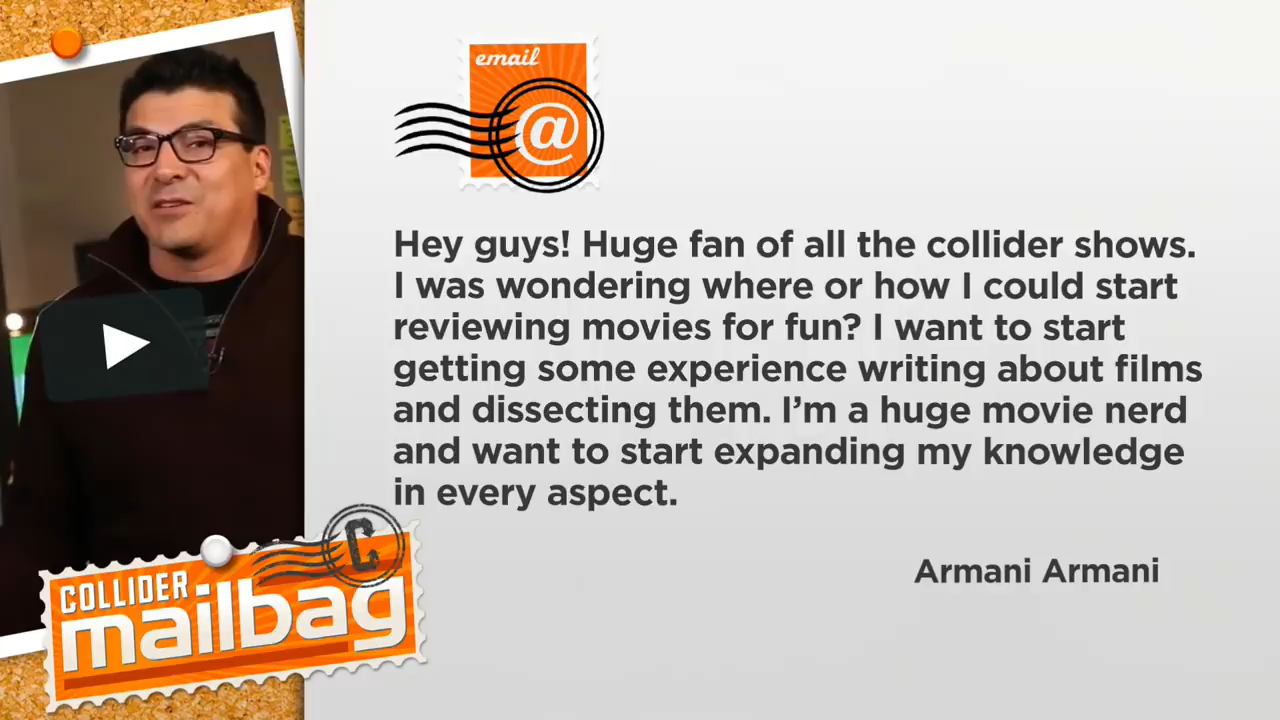 email
@
Hey guys! Huge fan of all the collider shows.
I was wondering where or how I could start
reviewing movies for fun? I want to start
getting some experience writing about films
and dissecting them. I’m a huge movie nerd
and want to start expanding my knowledge
in every aspect.
Armani Armani
C
COLLIDER
mailbag